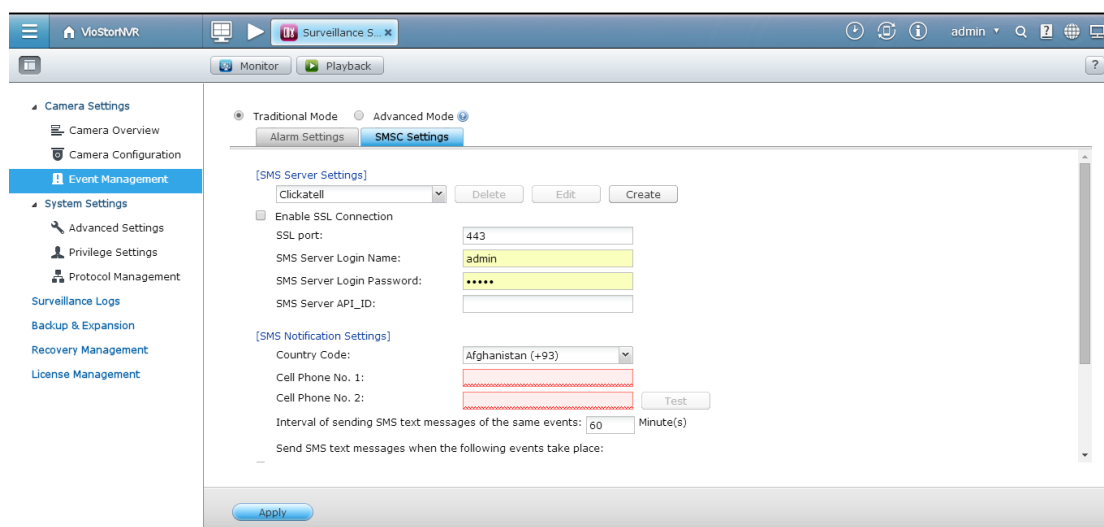 VioStorNVR
Surveillance S...
admin
Monitor
Playback
Camera Settings
Camera Overview
Camera Configuration
Event Management
System Settings
Advanced Settings
Privilege Settings
Protocol Management
Surveillance Logs
Backup & Expansion
Recovery Management
License Management
Traditional Mode Advanced Mode
Alarm Settings SMSC Settings
[SMS Server Settings]
Clickatell Delete Edit Create
Enable SSL Connection
SSL port: 443
SMS Server Login Name: admin
SMS Server Login Password: •••••
SMS Server API_ID:
[SMS Notification Settings]
Country Code: Afghanistan (+93)
Cell Phone No. 1:
Cell Phone No. 2: Test
Interval of sending SMS text messages of the same events: 60 Minute(s)
Send SMS text messages when the following events take place:
Apply